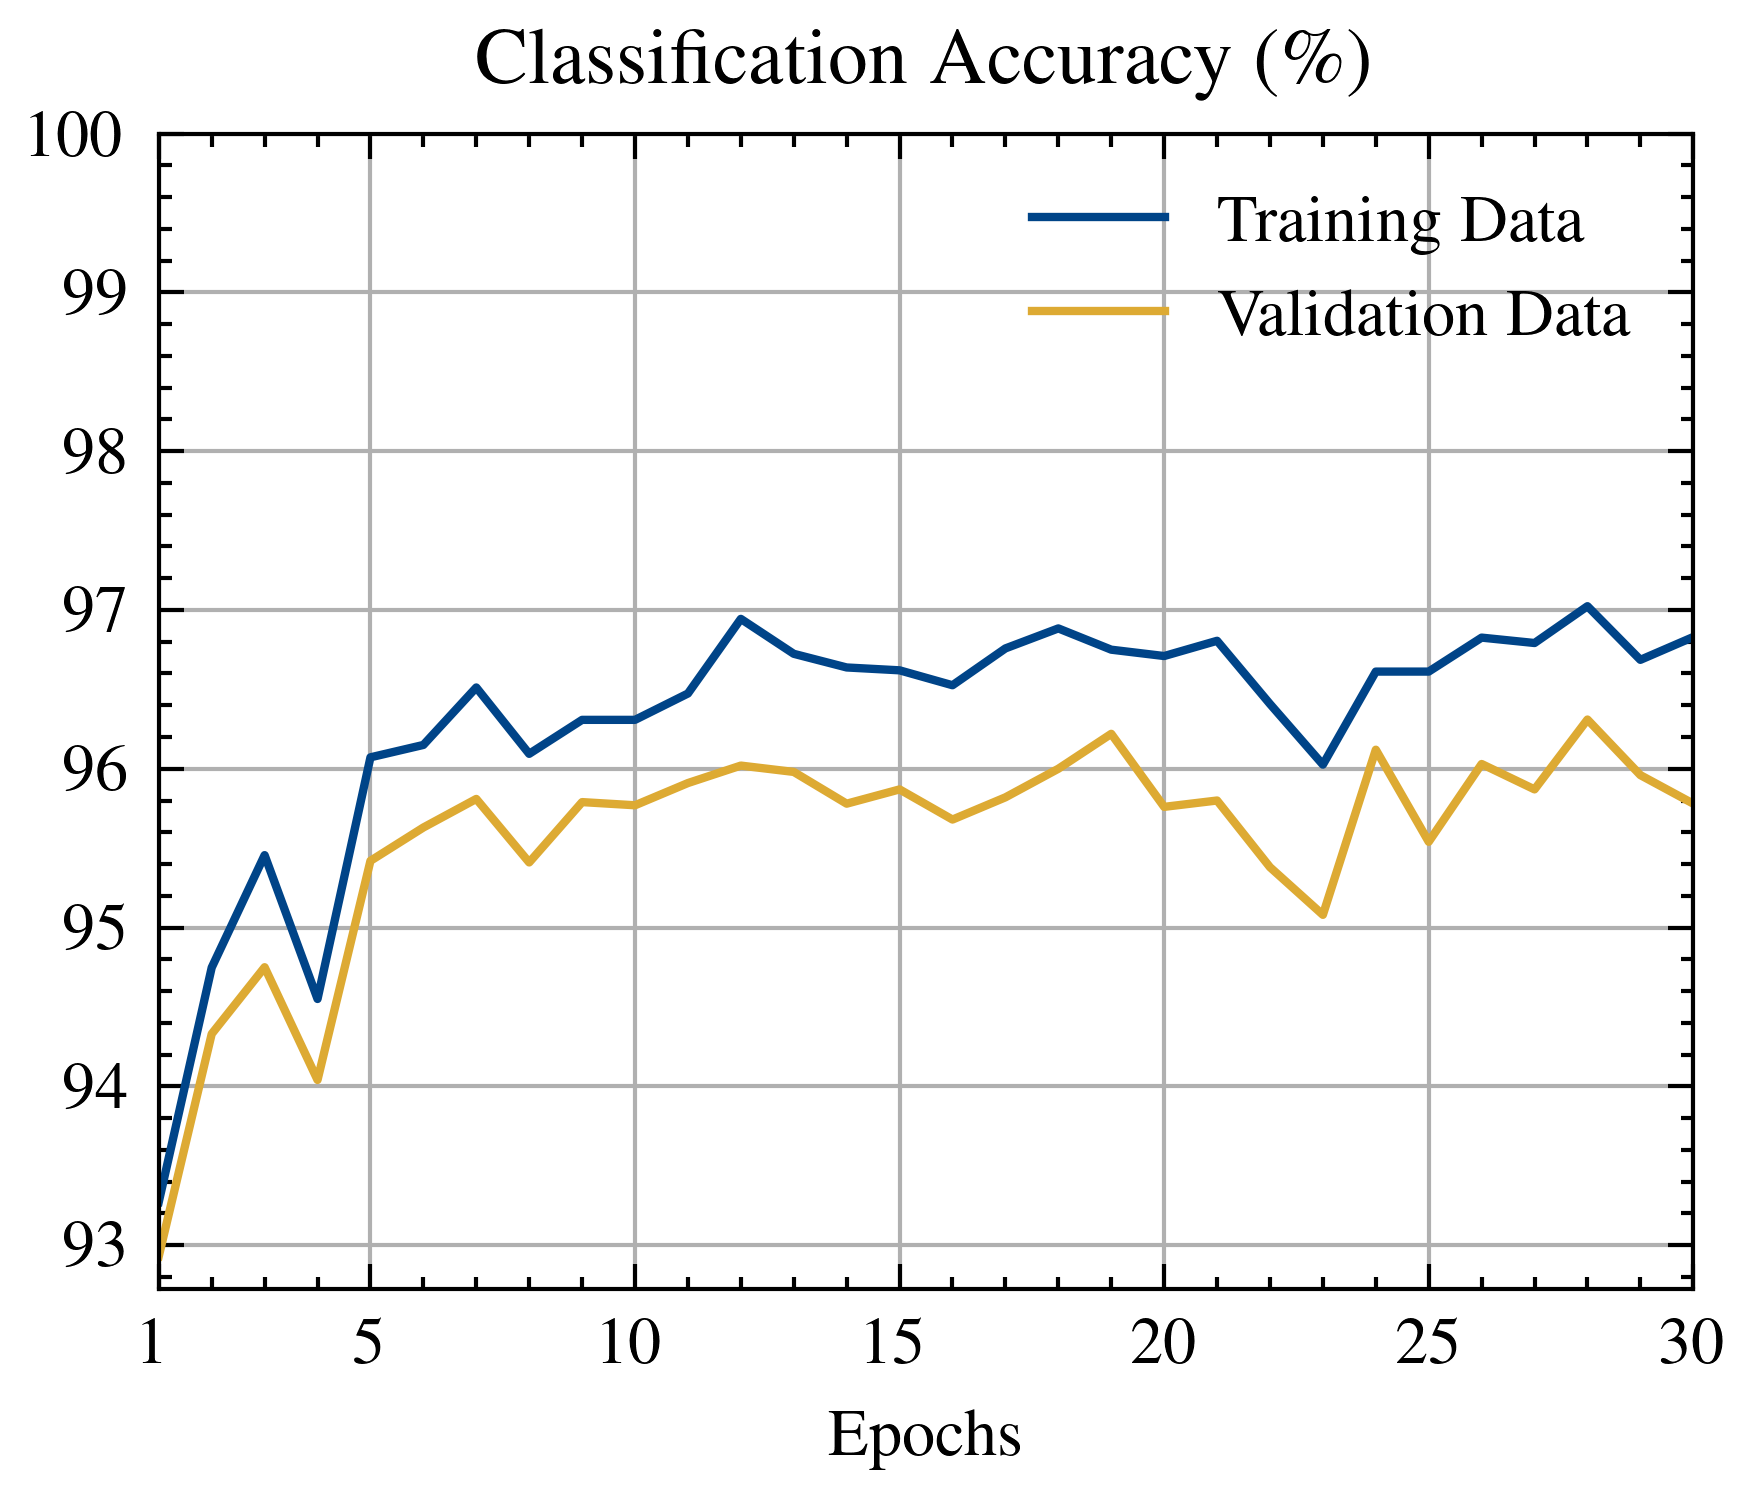 Classification Accuracy (%)
100
99
98
97
96
95
94
93
Training Data
Validation Data
1 5 10 15 20 25 30
Epochs